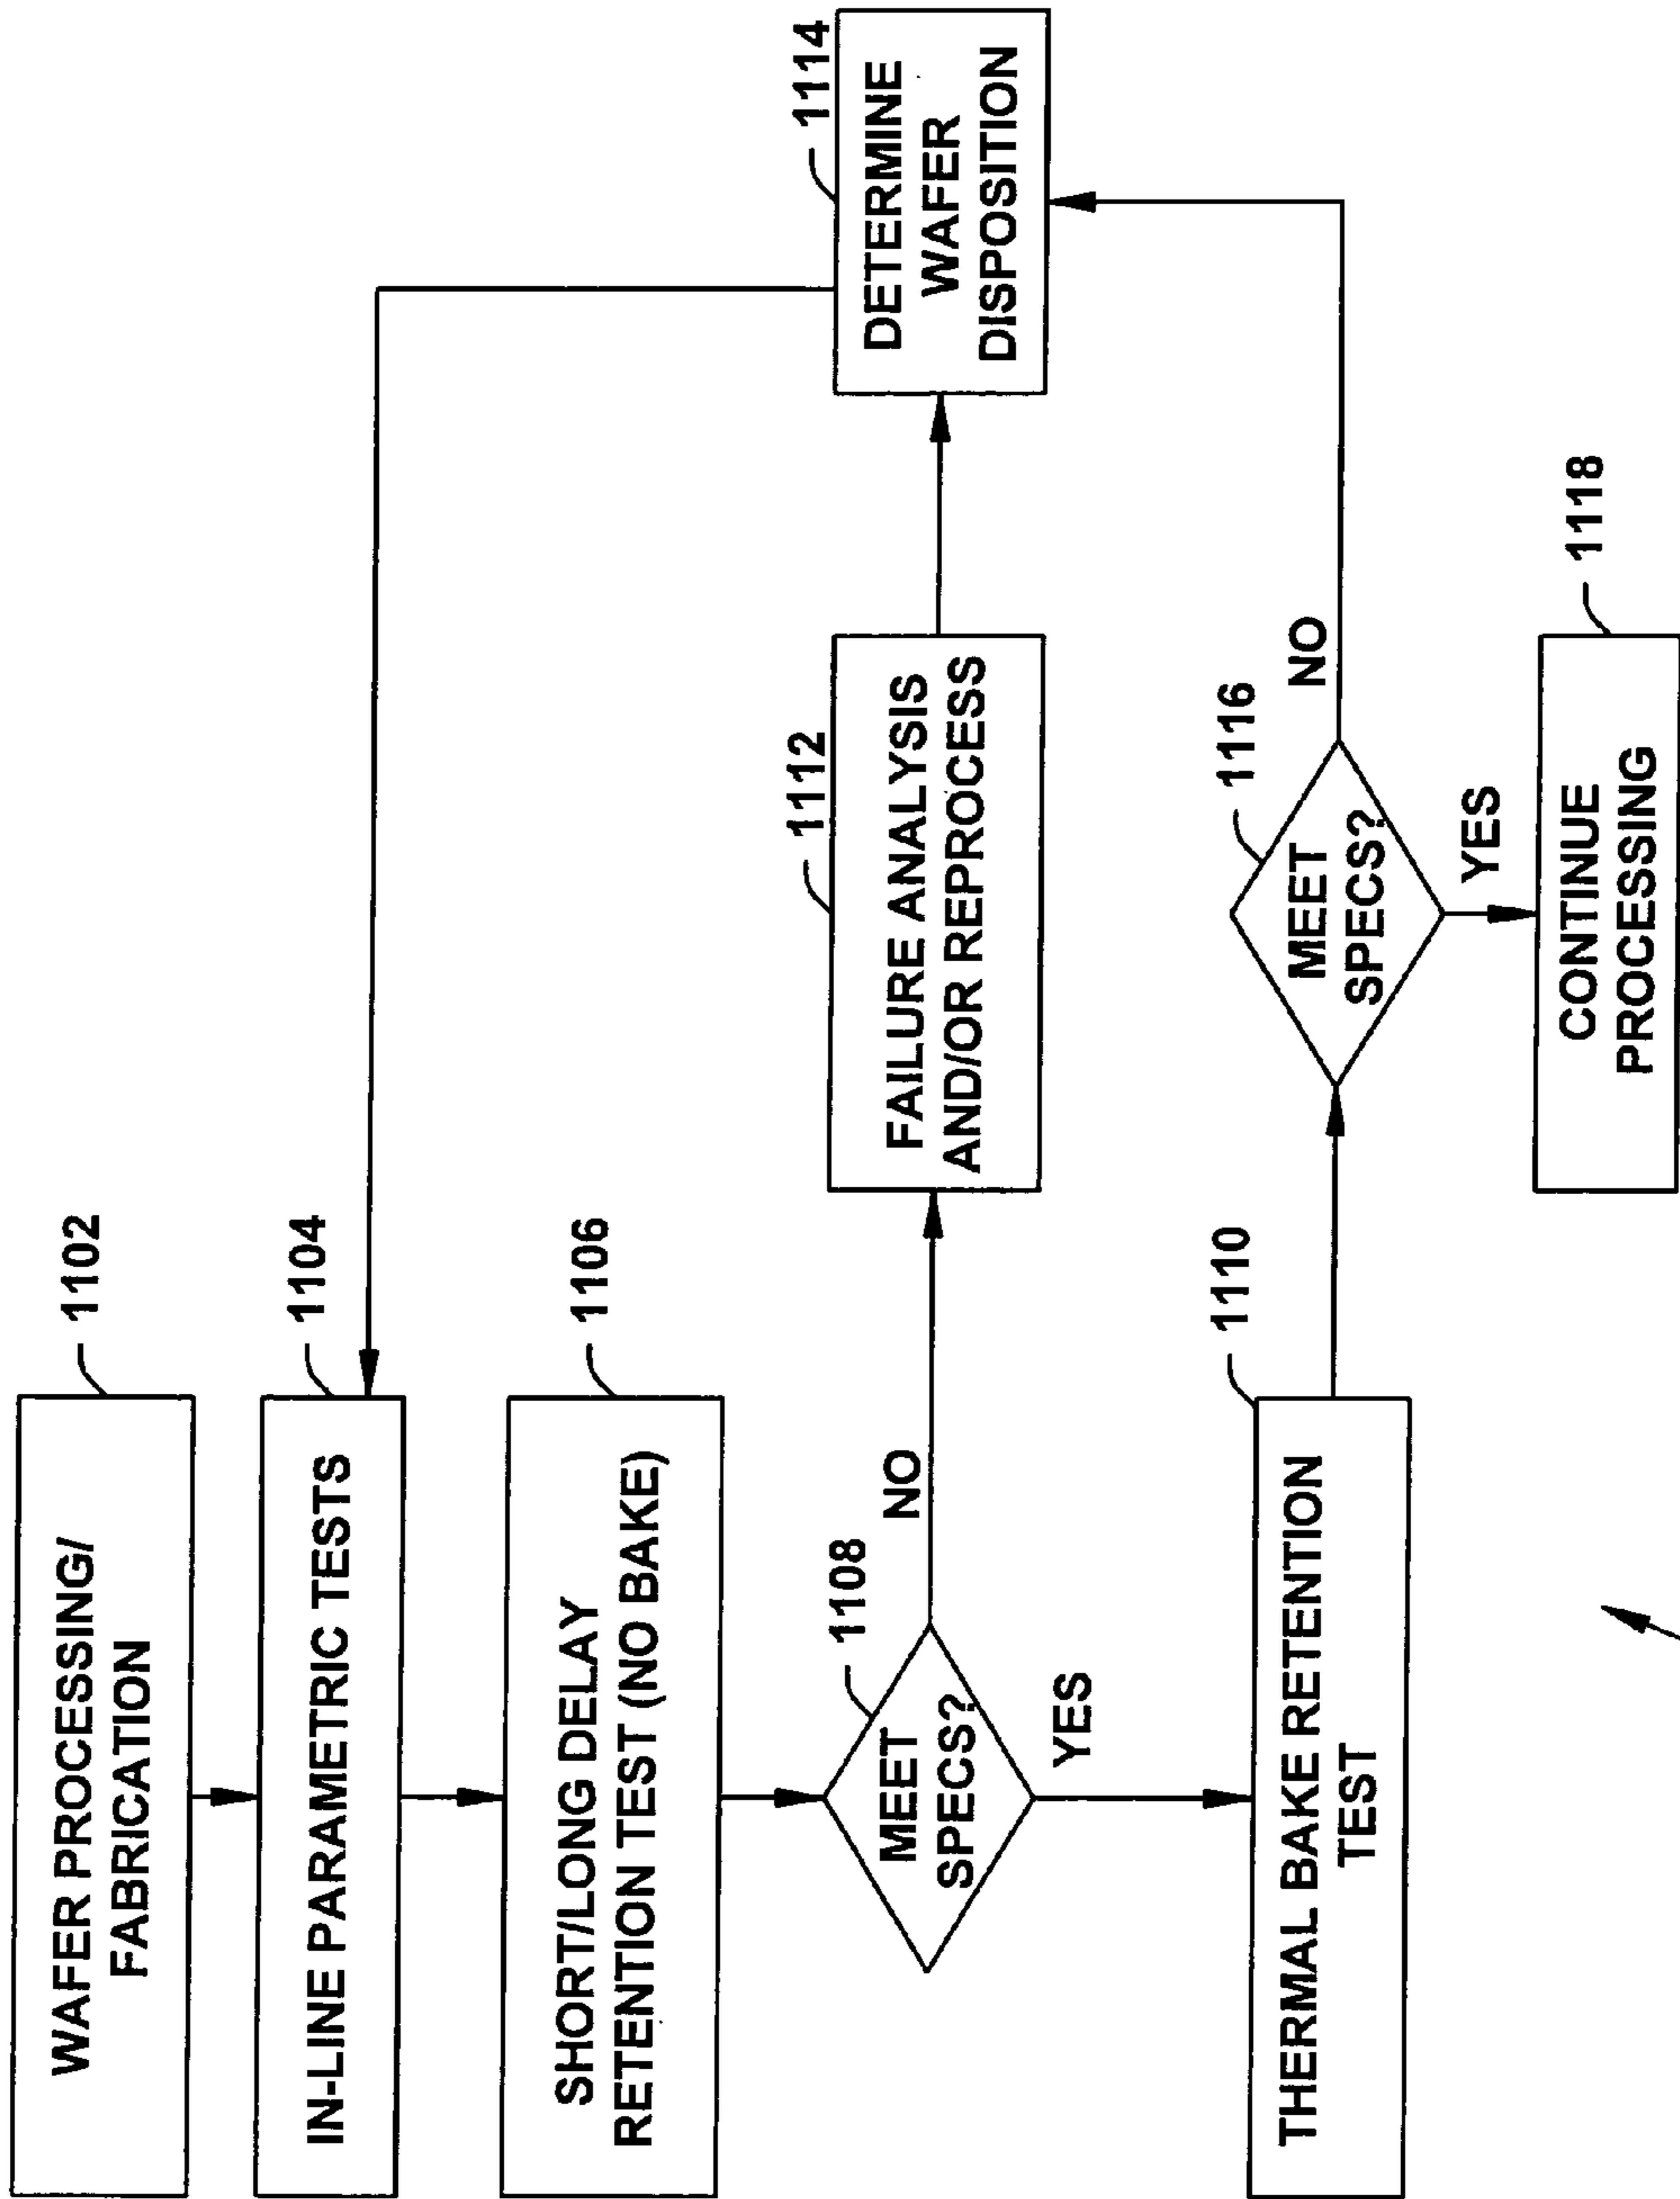 WAFER PROCESSING/
FABRICATION
1102
IN-LINE PARAMETRIC TESTS
1104
SHORT/LONG DELAY
RETENTION TEST (NO BAKE)
1106
MEET
SPECS?
1108
NO
YES
FAILURE ANALYSIS
AND/OR REPROCESS
1112
DETERMINE
WAFER
DISPOSITION
1114
THERMAL BAKE RETENTION
TEST
1110
MEET
SPECS?
1116
NO
YES
CONTINUE
PROCESSING
1118